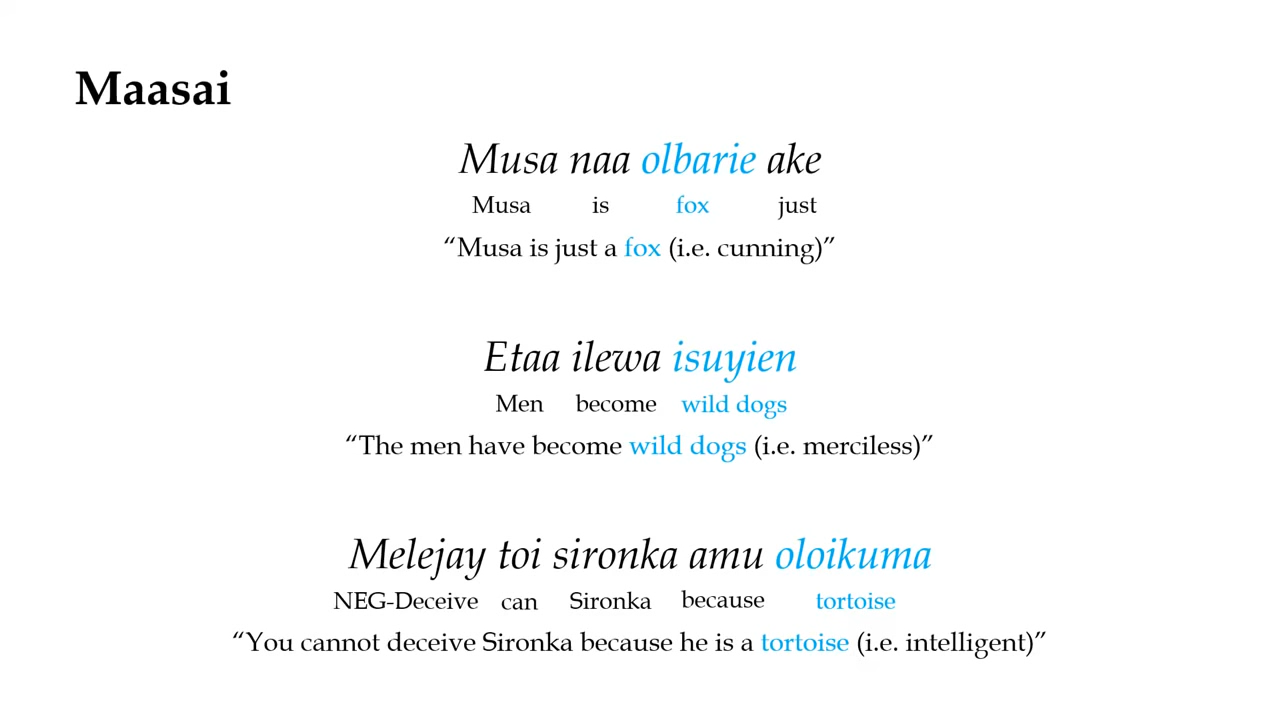 Maasai
Musa naa olbarie ake
Musa is fox just
“Musa is just a fox (i.e. cunning)”
Etaa ilewa isuyien
Men become wild dogs
“The men have become wild dogs (i.e. merciless)”
Melejay toi sironka amu oloikuma
NEG-Deceive can Sironka because tortoise
“You cannot deceive Sironka because he is a tortoise (i.e. intelligent)”